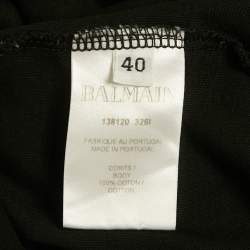 40
BALMAIN
138120 326I
FABRIQUE AU PORTUGAL
MADE IN PORTUGAL
CORPS /
BODY
100% COTON /
COTTON